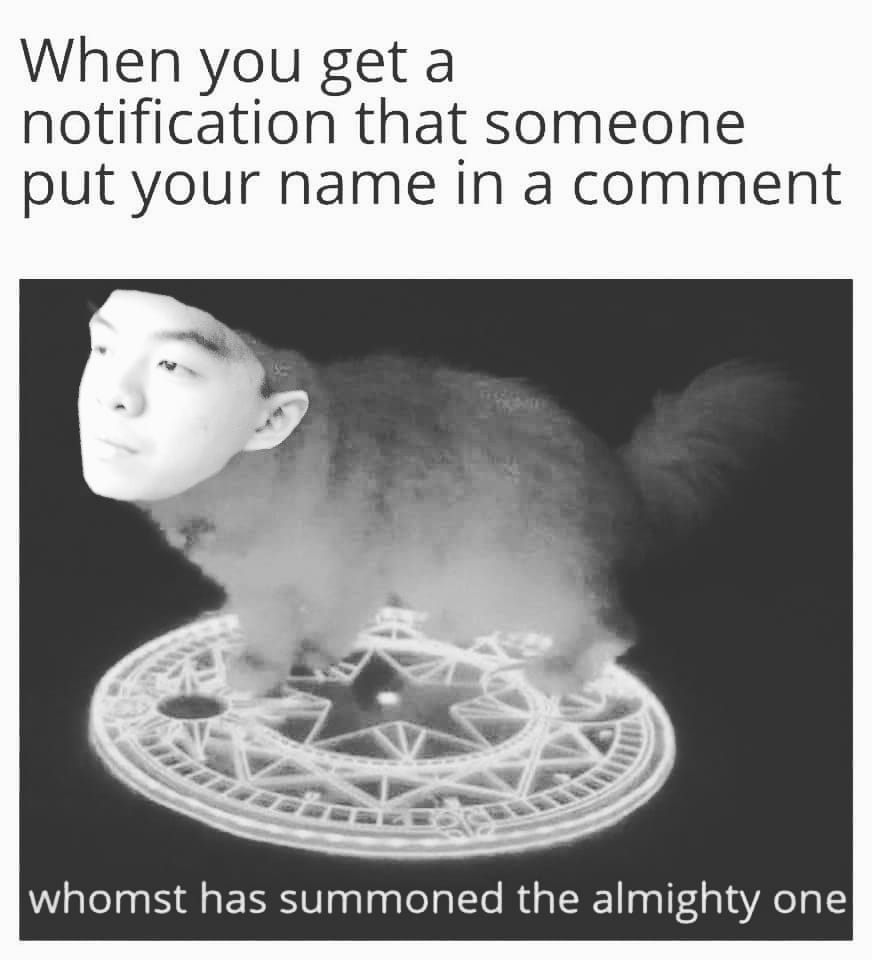 When you get a
notification that someone
put your name in a comment
whomst has summoned the almighty one